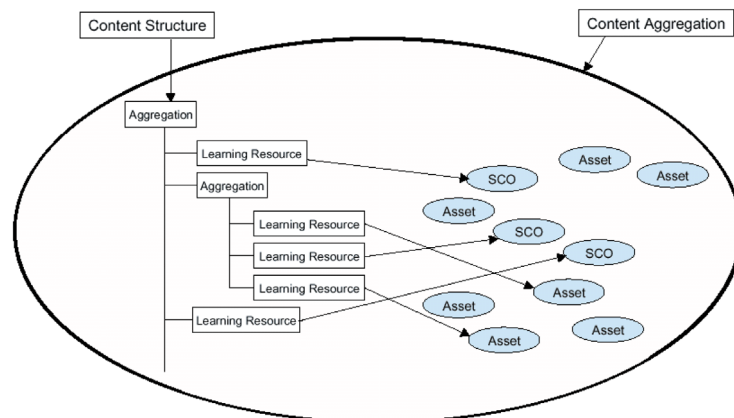 Content Structure
Content Aggregation
Aggregation
Learning Resource
Asset
Asset
SCO
Aggregation
Asset
Learning Resource
SCO
Learning Resource
SCO
Learning Resource
Asset
Asset
Learning Resource
Asset
Asset